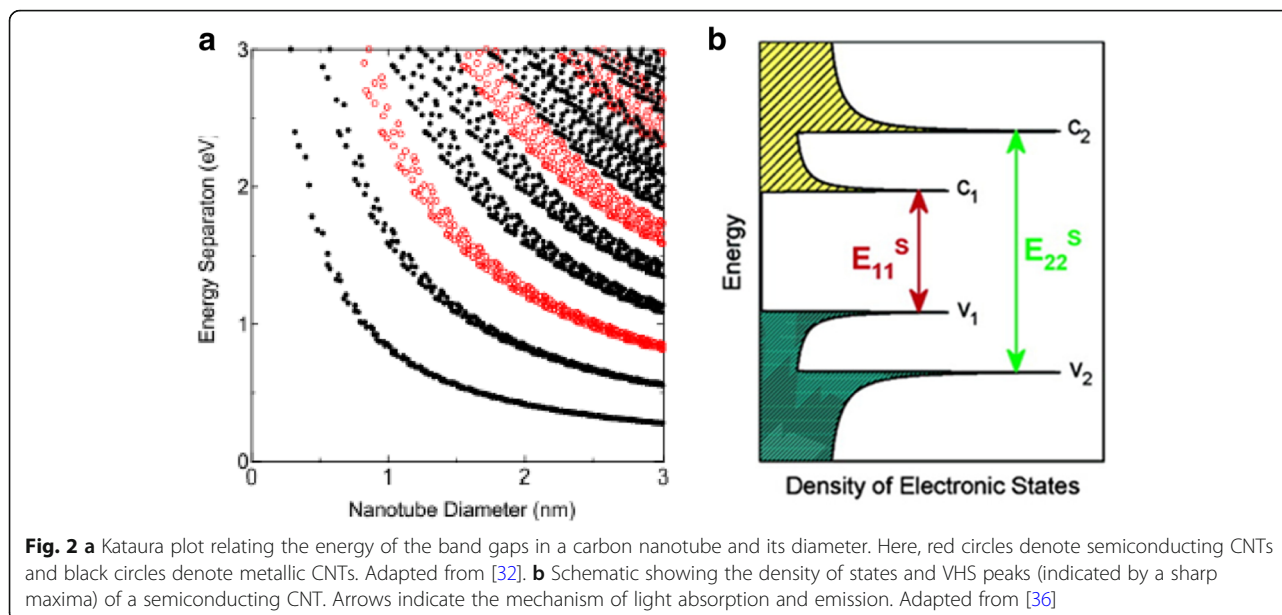 a
b
3
2
1
0
Energy Separaton (eV)
0
1
2
3
Nanotube Diameter (nm)
Energy
C2
C1
E11S
E22S
V1
V2
Density of Electronic States
Fig. 2 a Kataura plot relating the energy of the band gaps in a carbon nanotube and its diameter. Here, red circles denote semiconducting CNTs
and black circles denote metallic CNTs. Adapted from [32]. b Schematic showing the density of states and VHS peaks (indicated by a sharp
maxima) of a semiconducting CNT. Arrows indicate the mechanism of light absorption and emission. Adapted from [36]